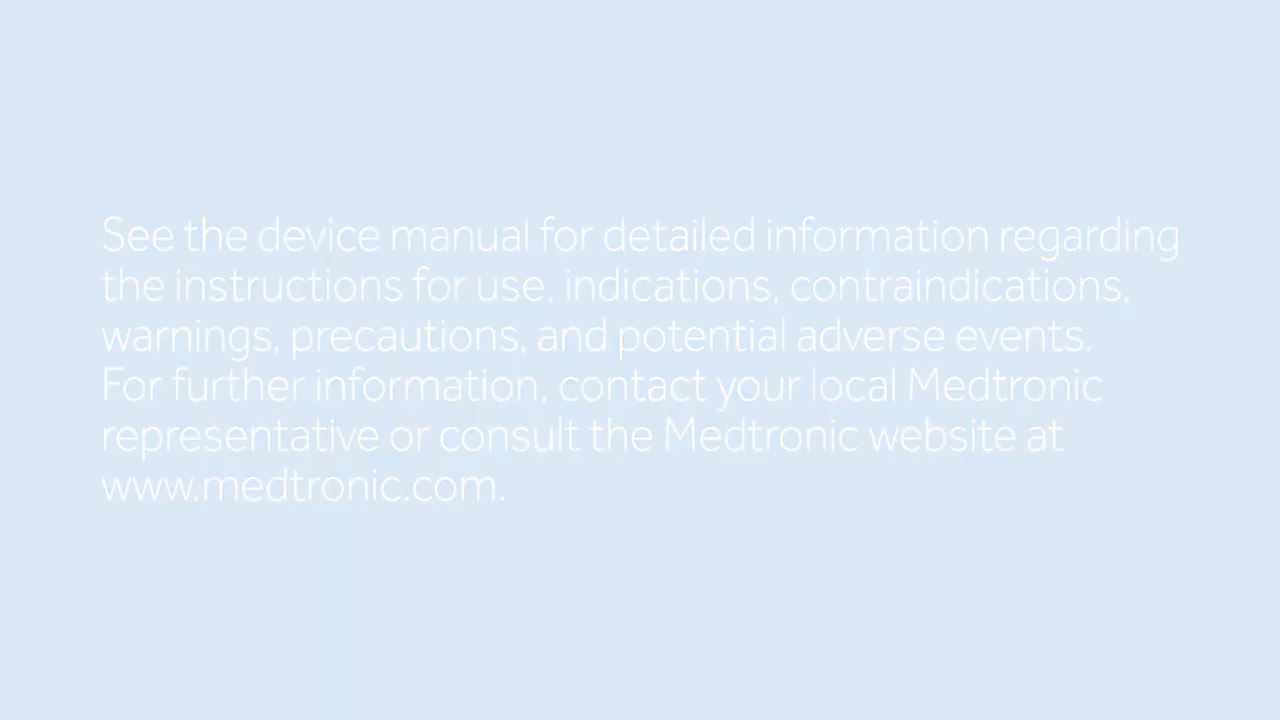 See the device manual for detailed information regarding
the instructions for use, indications, contraindications,
warnings, precautions, and potential adverse events.
For further information, contact your local Medtronic
representative or consult the Medtronic website at
www.medtronic.com.